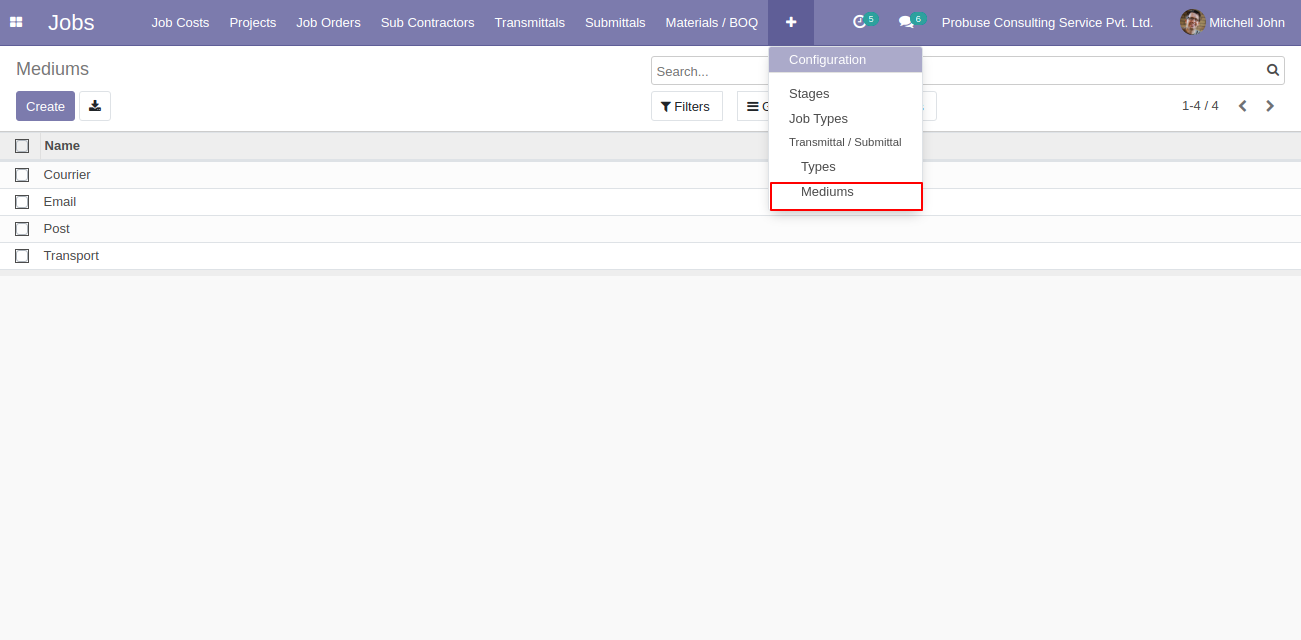 Jobs Job Costs Projects Job Orders Sub Contractors Transmittals Submittals Materials / BOQ + 5 6 Probuse Consulting Service Pvt. Ltd. Mitchell John
Mediums
Search...
Configuration
Create
Filters
1-4 / 4
Stages
Job Types
Transmittal / Submittal
Types
Mediums
Name
Courrier
Email
Post
Transport